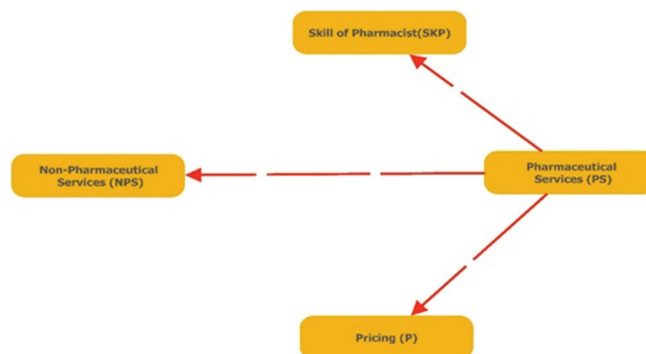 Skill of Pharmacist(SKP)
Non-Pharmaceutical
Services (NPS)
Pharmaceutical
Services (PS)
Pricing (P)